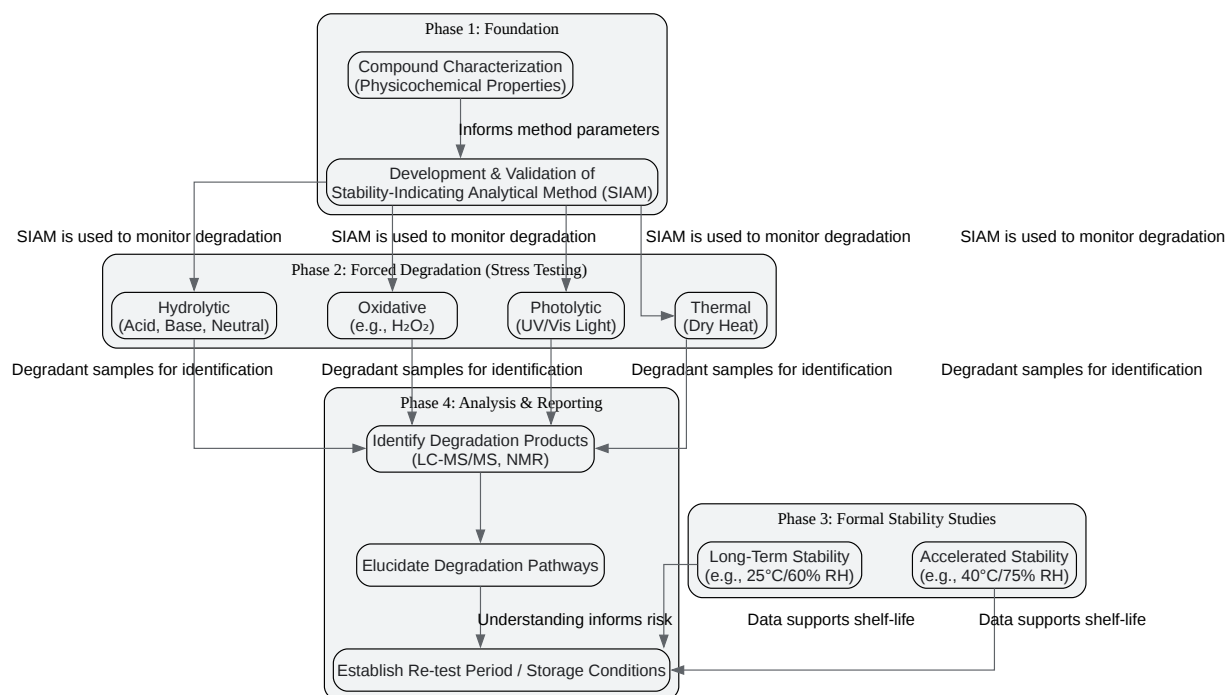 Phase 1: Foundation
Compound Characterization
(Physicochemical Properties)
Informs method parameters
Development & Validation of
Stability-Indicating Analytical Method (SIAM)
SIAM is used to monitor degradation
SIAM is used to monitor degradation
SIAM is used to monitor degradation
SIAM is used to monitor degradation
Phase 2: Forced Degradation (Stress Testing)
Hydrolytic
(Acid, Base, Neutral)
Oxidative
(e.g., H₂O₂)
Photolytic
(UV/Vis Light)
Thermal
(Dry Heat)
Degradant samples for identification
Degradant samples for identification
Degradant samples for identification
Degradant samples for identification
Phase 4: Analysis & Reporting
Identify Degradation Products
(LC-MS/MS, NMR)
Phase 3: Formal Stability Studies
Long-Term Stability
(e.g., 25°C/60% RH)
Accelerated Stability
(e.g., 40°C/75% RH)
Elucidate Degradation Pathways
Understanding informs risk
Data supports shelf-life
Data supports shelf-life
Establish Re-test Period / Storage Conditions